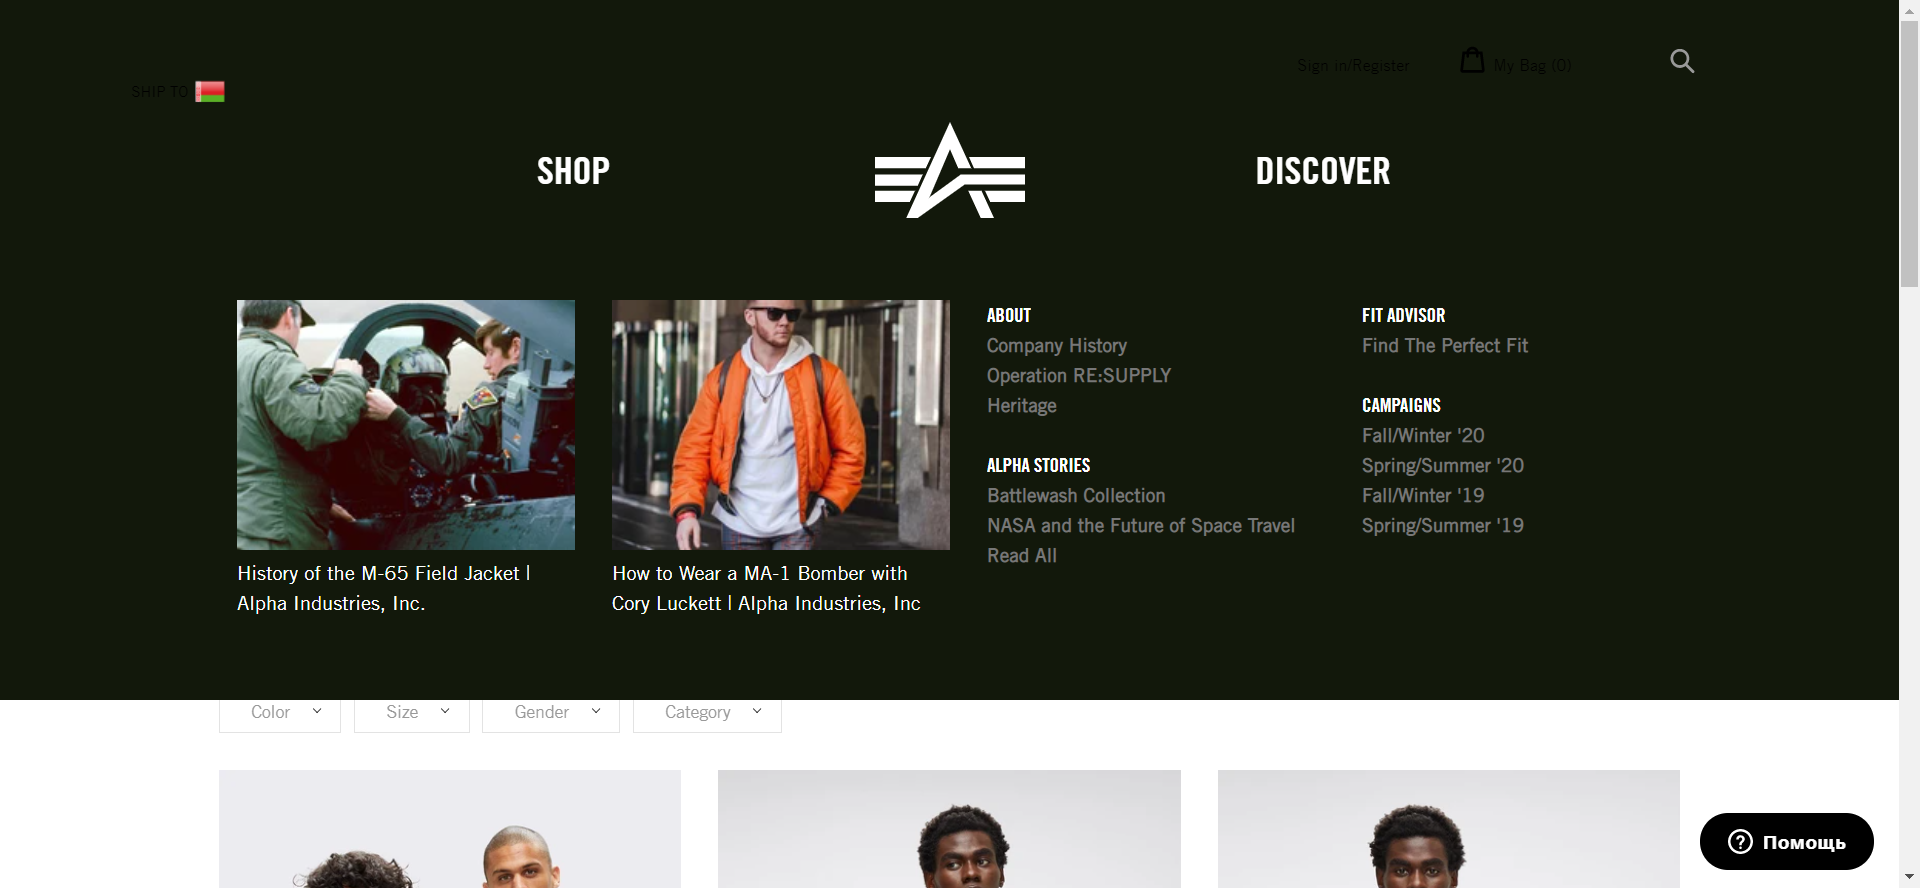 Sign in/Register
My Bag (0)
SHIP TO
SHOP
DISCOVER
History of the M-65 Field Jacket |
Alpha Industries, Inc.
How to Wear a MA-1 Bomber with
Cory Luckett | Alpha Industries, Inc
ABOUT
Company History
Operation RE:SUPPLY
Heritage
ALPHA STORIES
Battlewash Collection
NASA and the Future of Space Travel
Read All
FIT ADVISOR
Find The Perfect Fit
CAMPAIGNS
Fall/Winter '20
Spring/Summer '20
Fall/Winter '19
Spring/Summer '19
Color
Size
Gender
Category
Помощь